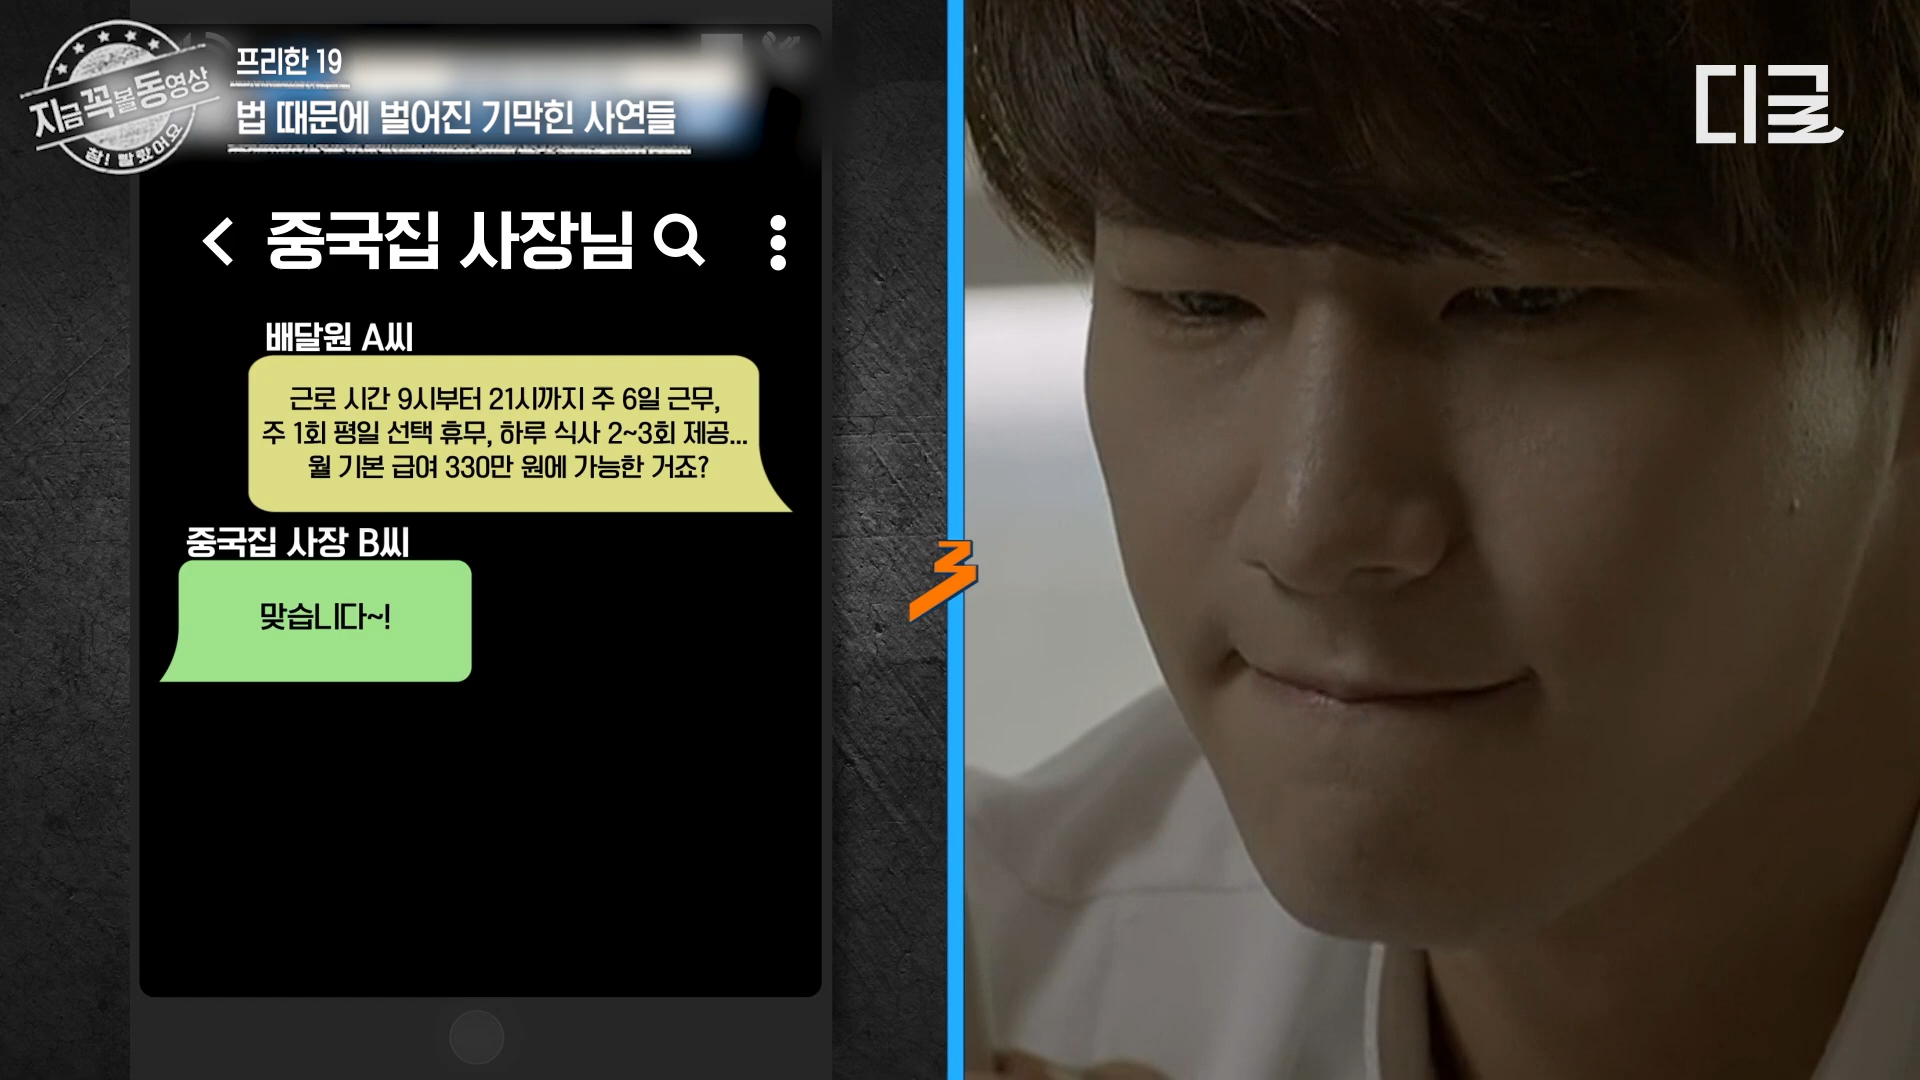 지금 꼭 볼 동영상
참! 빨랐어요
프리한 19
법 때문에 벌어진 기막힌 사연들
디글
중국집 사장님
배달원 A씨
근로 시간 9시부터 21시까지 주 6일 근무,
주 1회 평일 선택 휴무, 하루 식사 2~3회 제공...
월 기본 급여 330만 원에 가능한 거죠?
중국집 사장 B씨
맞습니다~!
3